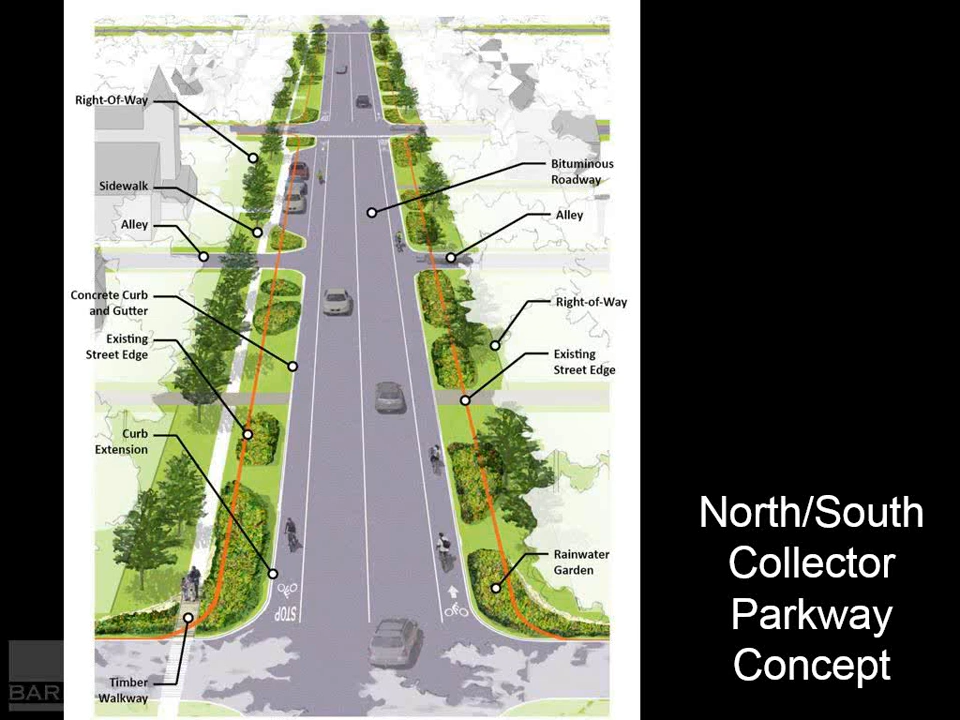 Right-Of-Way
Sidewalk
Alley
Concrete Curb
and Gutter
Existing
Street Edge
Curb
Extension
Timber
Walkway
Bituminous
Roadway
Alley
Right-of-Way
Existing
Street Edge
Rainwater
Garden
STOP
North/South
Collector
Parkway
Concept
BAR